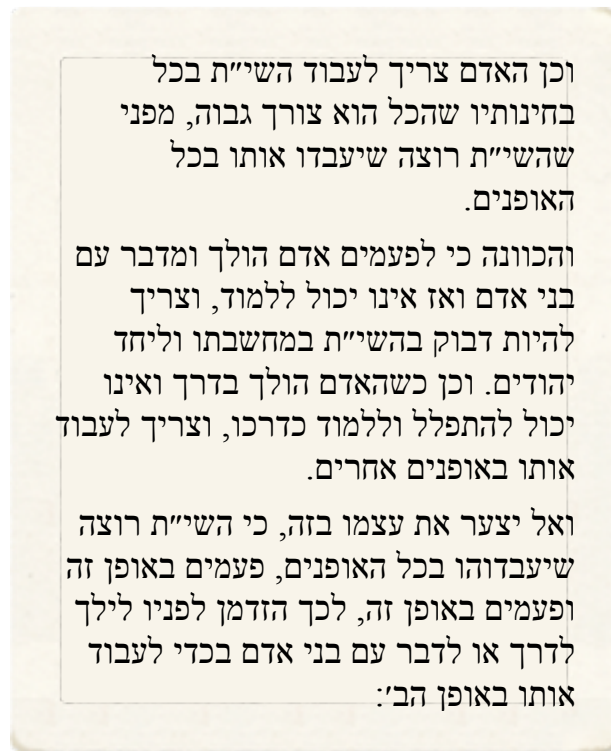 וכן האדם צריך לעבוד השי״ת בכל
בחינותיו שהכל הוא צורך גבוה, מפני
שהשי״ת רוצה שיעבדו אותו בכל
האופנים.
והכוונה כי לפעמים אדם הולך ומדבר עם
בני אדם ואז אינו יכול ללמוד, וצריך
להיות דבוק בהשי״ת במחשבתו וליחד
יהודים. וכן כשהאדם הולך בדרך ואינו
יכול להתפלל וללמוד כדרכו, וצריך לעבוד
אותו באופנים אחרים.
ואל יצער את עצמו בזה, כי השי״ת רוצה
שיעבדוהו בכל האופנים, פעמים באופן זה
ופעמים באופן זה, לכך הזדמן לפניו לילך
לדרך או לדבר עם בני אדם בכדי לעבוד
אותו באופן הב׳: